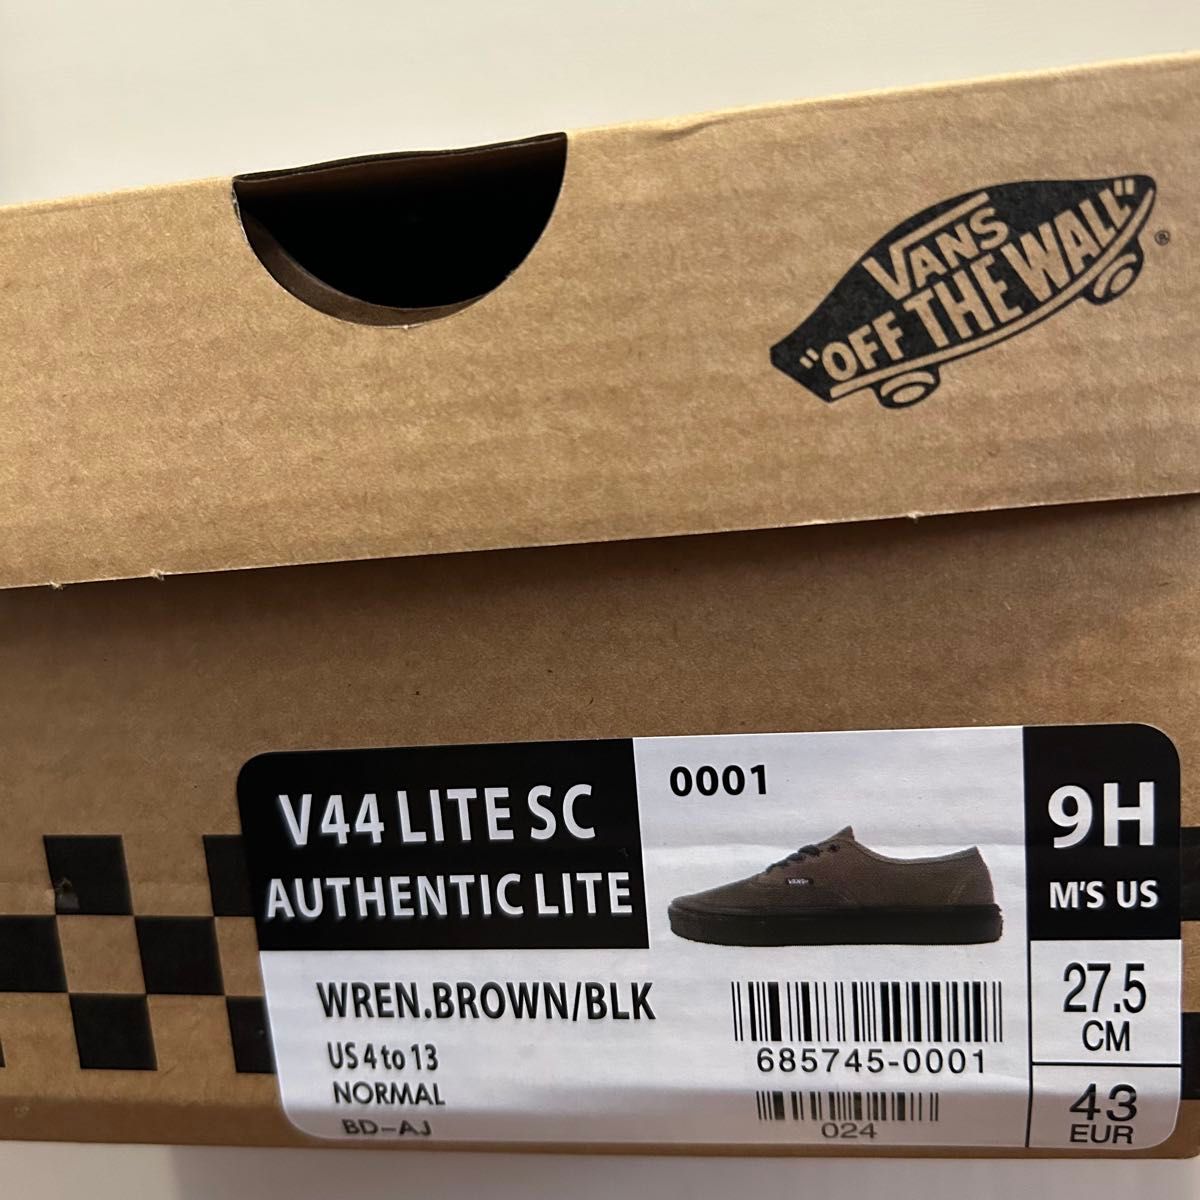 VANS
"OFF THE WALL"
®
V44 LITE SC
AUTHENTIC LITE
0001
9H
M'S US
VANS
WREN.BROWN/BLK
US 4 to 13
NORMAL
BD-AJ
685745-0001
024
27.5
CM
43
EUR